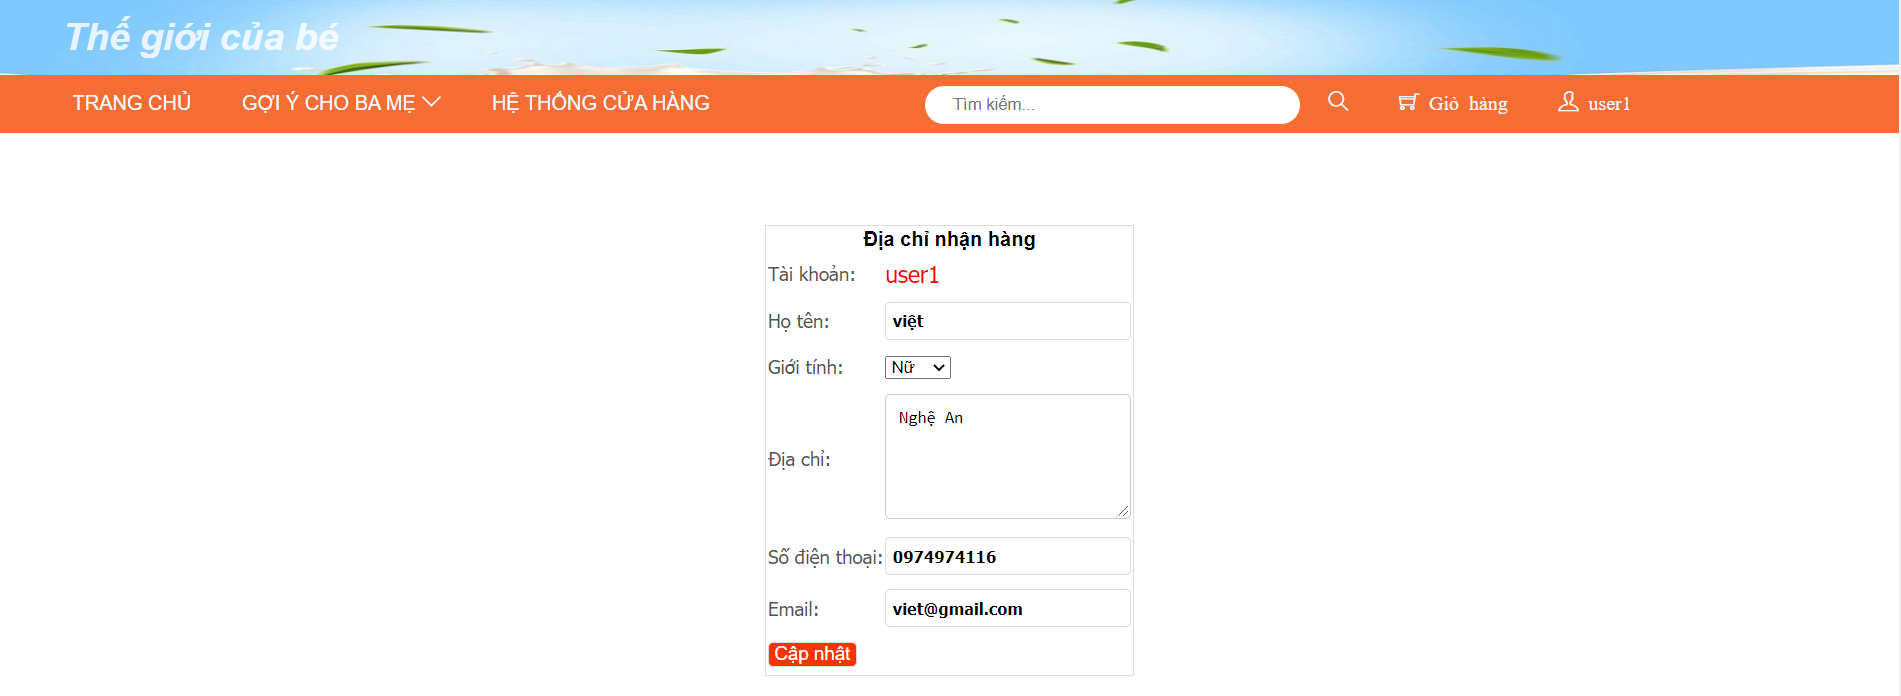 Thế giới của bé
TRANG CHỦ GỢI Ý CHO BA MẸ HỆ THỐNG CỬA HÀNG Tìm kiếm... Giỏ hàng user1
Địa chỉ nhận hàng
Tài khoản: user1
Họ tên: việt
Giới tính: Nữ
Nghệ An
Địa chỉ:
Số điện thoại: 0974974116
Email: viet@gmail.com
Cập nhật